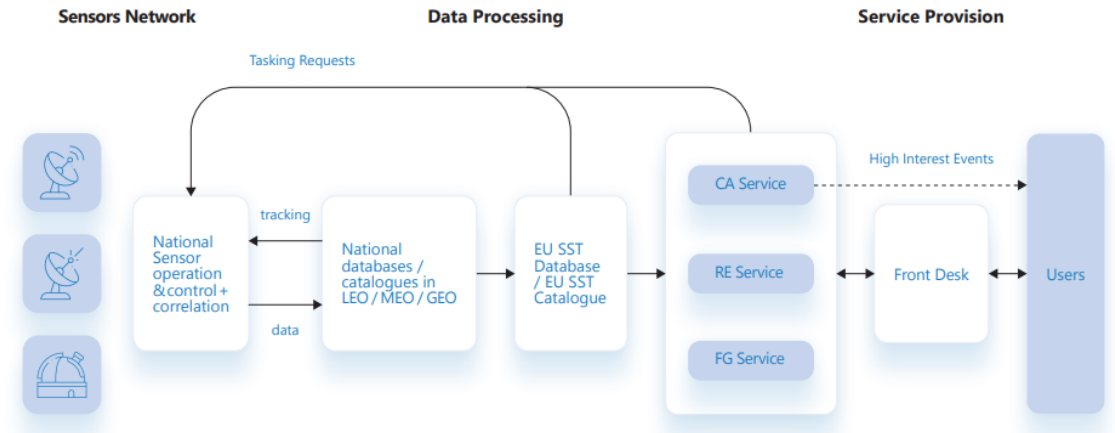 Sensors Network
Data Processing
Service Provision
Tasking Requests
High Interest Events
CA Service
tracking
National
Sensor
operation
&control+
correlation
National
databases /
catalogues in
LEO / MEO / GEO
EU SST
Database
/ EU SST
Catalogue
RE Service
Front Desk
Users
data
FG Service